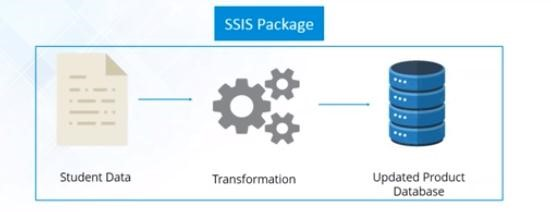 SSIS Package
Student Data
Transformation
Updated Product
Database